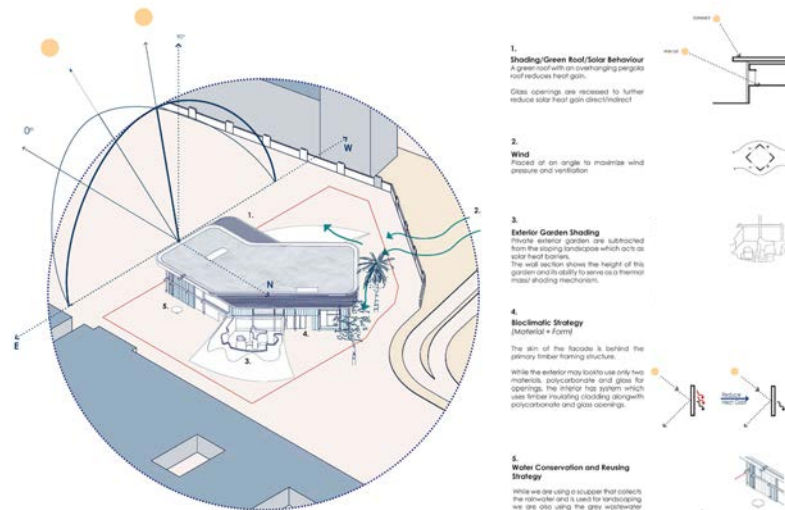 90°
0°
W
1.
2.
N
5.
4.
3.
E
1.
Shading/Green Roof/Solar Behaviour
A green roof with an overhanging pergola
roof reduces heat gain.
Glass openings are recessed to further
reduce solar heat gain direct/indirect
2.
Wind
Placed at an angle to maximize wind
pressure and ventilation
3.
Exterior Garden Shading
Private exterior garden are subtracted
from the sloping landscpae which acts as
solar heat barriers.
The wall section shows the height of this
garden and its ability to serve as a thermal
mass/ shading mechanism.
4.
Bioclimatic Strategy
(Material + Form)
The skin of the facade is behind the
primary timber framing structure.
While the exterior may lookto use only two
materials, polycarbonate and glass for
openings, the interior has system which
uses timber insulating cladding alongwith
polycarbonate and glass openings.
Reduce
Heat Gain
5.
Water Conservation and Reusing
Strategy
While we are using a scupper that collects
the rainwater and is used for landscaping
we are also using the grey wastewater